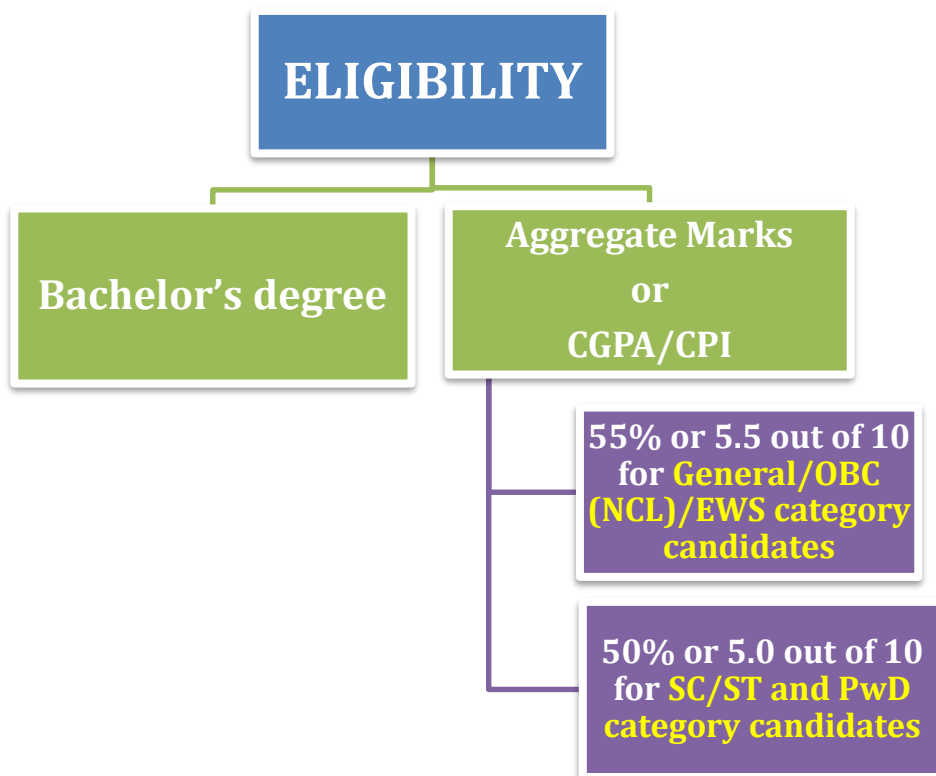 ELIGIBILITY
Bachelor’s degree
Aggregate Marks
or
CGPA/CPI
55% or 5.5 out of 10
for General/OBC
(NCL)/EWS category
candidates
50% or 5.0 out of 10
for SC/ST and PwD
category candidates